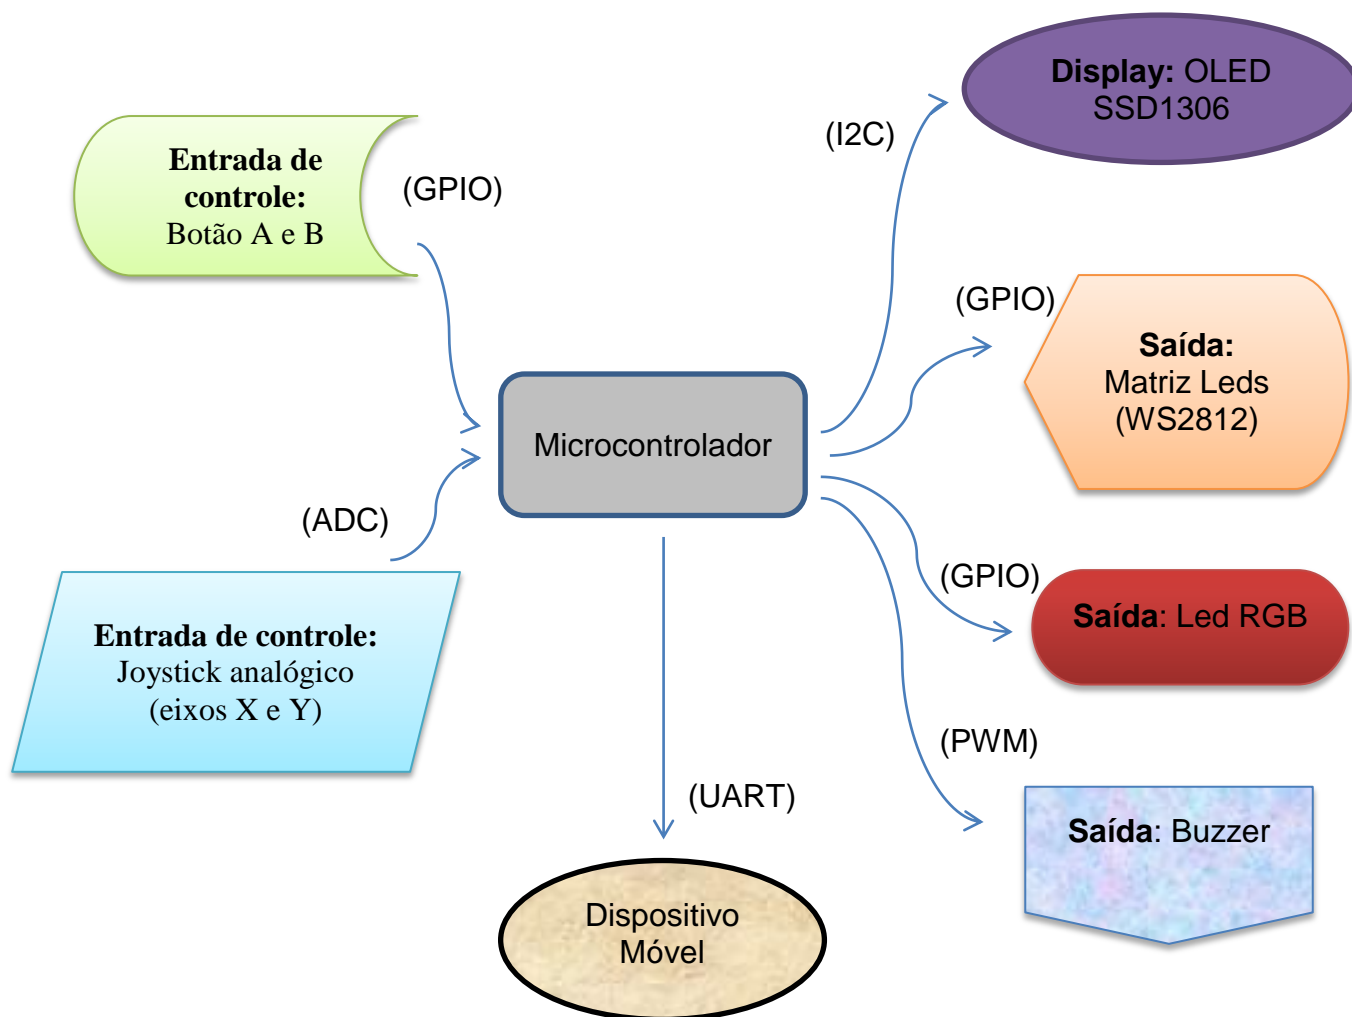 Display: OLED
SSD1306
(I2C)
Entrada de
controle:
Botão A e B
(GPIO)
(GPIO)
Saída:
Matriz Leds
(WS2812)
Microcontrolador
(ADC)
Entrada de controle:
Joystick analógico
(eixos X e Y)
(GPIO)
Saída: Led RGB
(PWM)
(UART)
Saída: Buzzer
Dispositivo
Móvel